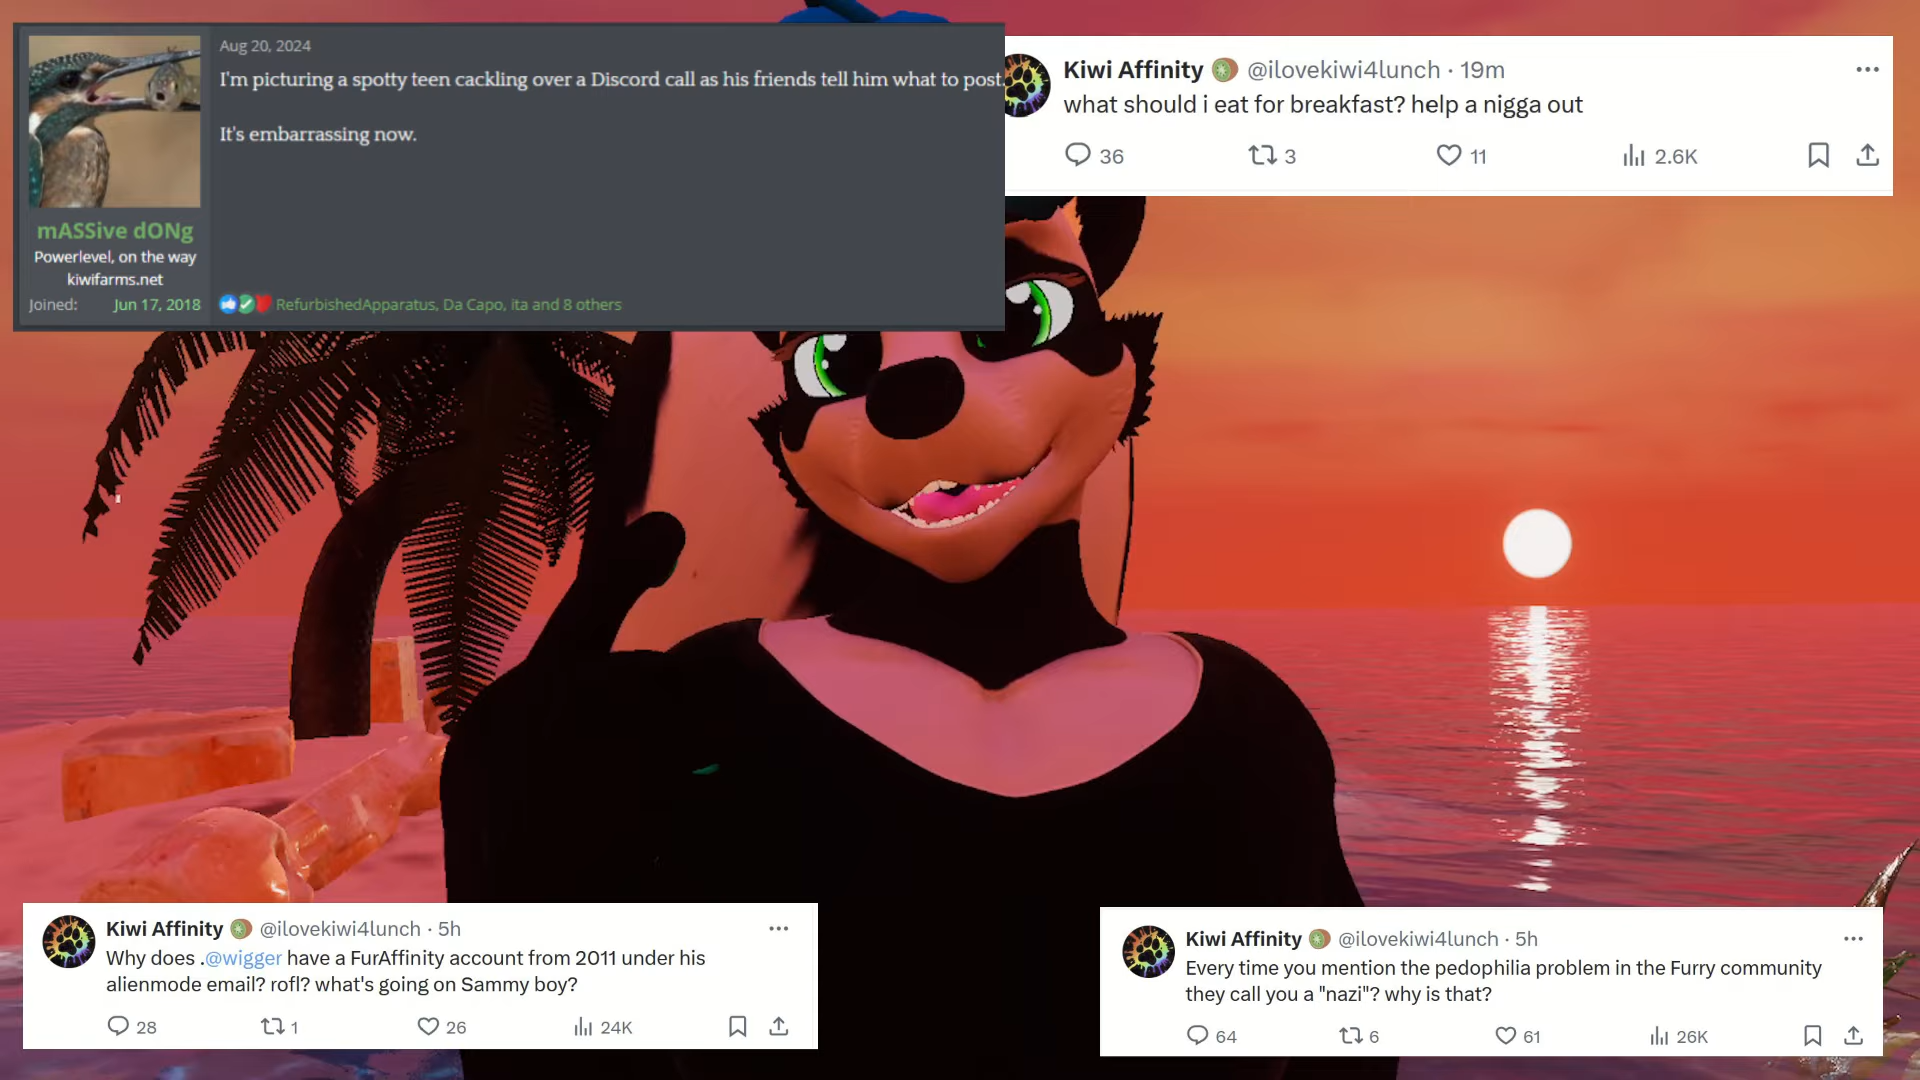 Aug 20, 2024
I'm picturing a spotty teen cackling over a Discord call as his friends tell him what to post.
It's embarrassing now.
mASSive dONg
Powerlevel, on the way
kiwifarms.net
Joined: Jun 17, 2018
RefurbishedApparatus, Da Capo, ita and 8 others
Kiwi Affinity 🥝 @ilovekiwi4lunch · 19m
what should i eat for breakfast? help a nigga out
36 3 11 2.6K
Kiwi Affinity 🥝 @ilovekiwi4lunch · 5h
Why does .@wigger have a FurAffinity account from 2011 under his
alienmode email? rofl? what's going on Sammy boy?
28 1 26 24K
Kiwi Affinity 🥝 @ilovekiwi4lunch · 5h
Every time you mention the pedophilia problem in the Furry community
they call you a "nazi"? why is that?
64 6 61 26K